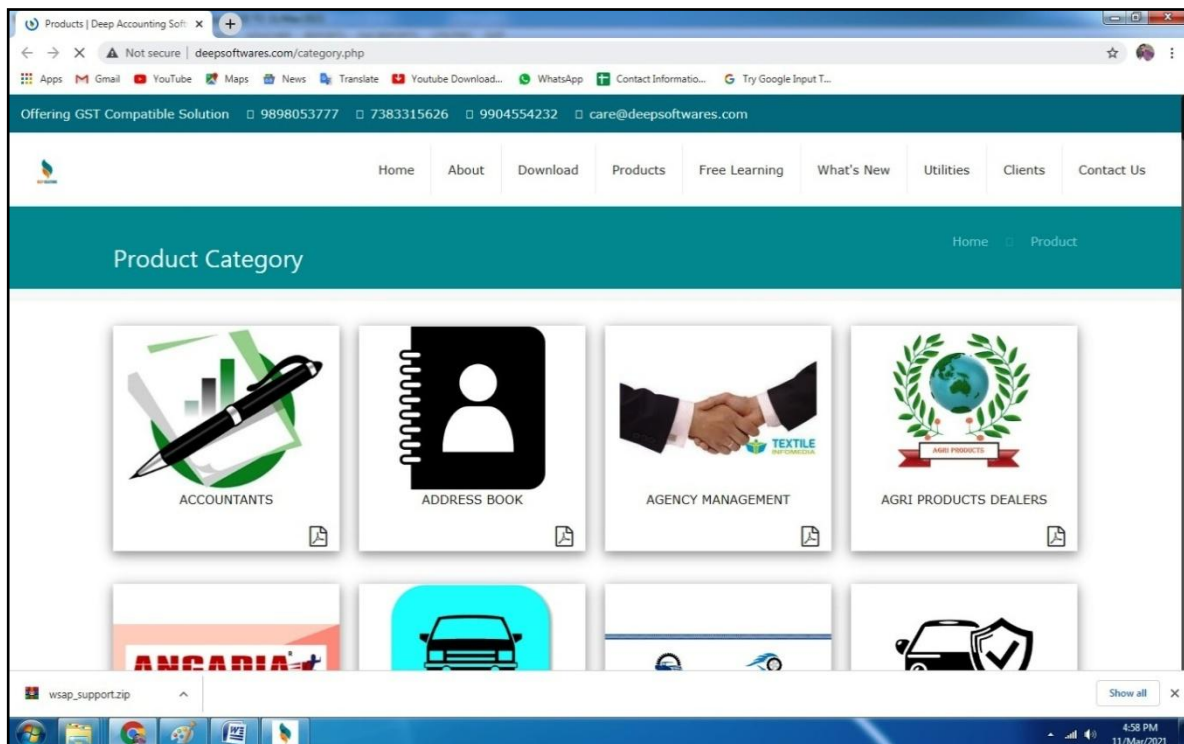 Products | Deep Accounting Soft
Not secure | deepsoftwares.com/category.php
Apps Gmail YouTube Maps News Translate Youtube Download... WhatsApp Contact Informatio... Try Google Input T...
Offering GST Compatible Solution 9898053777 7383315626 9904554232 care@deepsoftwares.com
Home About Download Products Free Learning What's New Utilities Clients Contact Us
Home Product
Product Category
TEXTILE
INFOMEDIA
AGRI PRODUCTS
ACCOUNTANTS ADDRESS BOOK AGENCY MANAGEMENT AGRI PRODUCTS DEALERS
ANGADIA
wsap_support.zip Show all
4:58 PM
11/Mar/2021